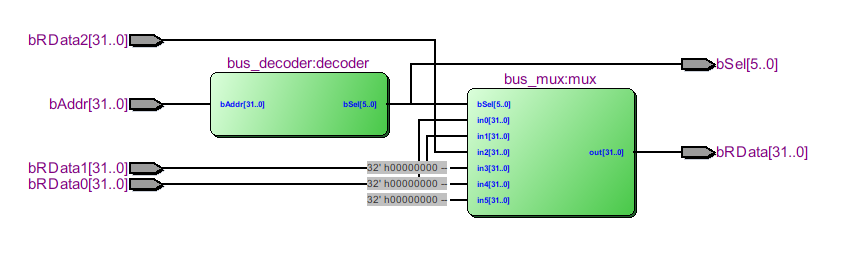 bRData2[31..0]
bus_decoder:decoder
bSel[5..0]
bus_mux:mux
bAddr[31..0]
bAddr[31..0]
bSel[5..0]
bSel[5..0]
in0[31..0]
in1[31..0]
in2[31..0]
out[31..0]
bRData[31..0]
bRData1[31..0]
32' h00000000 --
in3[31..0]
bRData0[31..0]
32' h00000000 --
in4[31..0]
32' h00000000 --
in5[31..0]